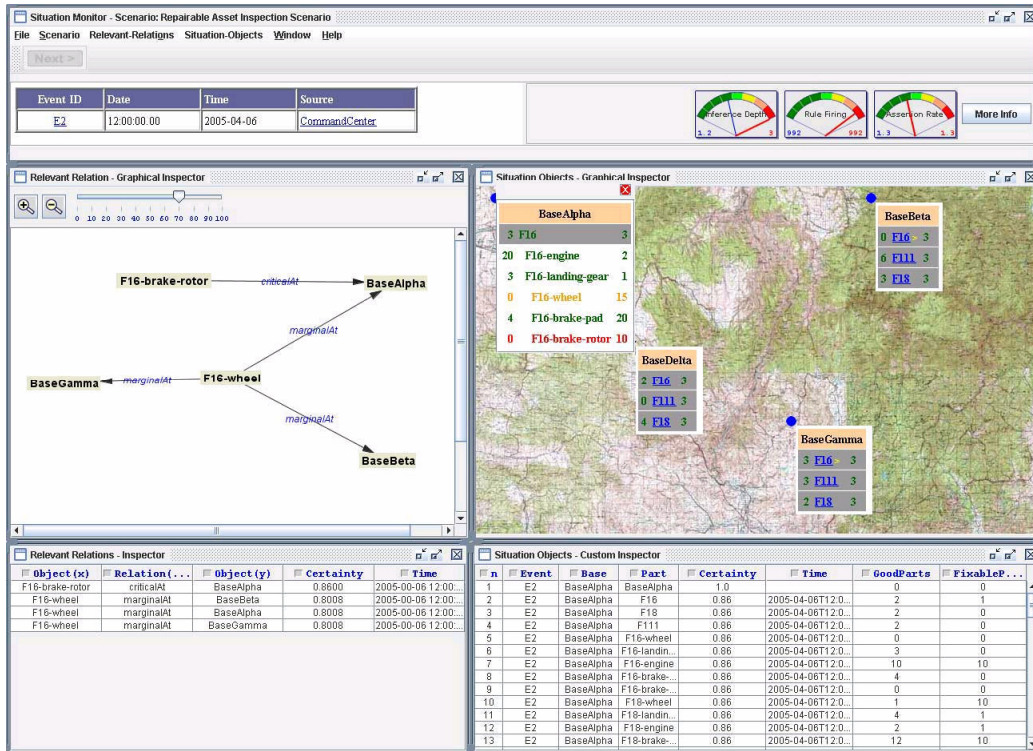 Situation Monitor - Scenario: Repairable Asset Inspection Scenario
File Scenario Relevant-Relations Situation-Objects Window Help
Next >
Event ID Date Time Source
E2 12:00:00.00 2005-04-06 CommandCenter
Inference Depth Rule Firing Assertion Rate More Info
1.2 3 992 992 1.3 1.3
Relevant Relation - Graphical Inspector
0 10 20 30 40 50 60 70 80 90 100
F16-brake-rotor criticalAt BaseAlpha
marginalAt
BaseGamma marginalAt F16-wheel
marginalAt
BaseBeta
Situation Objects - Graphical Inspector
BaseAlpha
3 F16 3
20 F16-engine 2
3 F16-landing-gear 1
0 F16-wheel 15
4 F16-brake-pad 20
0 F16-brake-rotor 10
BaseBeta
0 F16> 3
6 F111 3
3 F18 3
BaseDelta
2 F16 3
0 F111 3
4 F18 3
BaseGamma
3 F16> 3
3 F111 3
2 F18 3
Relevant Relations - Inspector
Object(x) Relation(... Object(y) Certainty Time
F16-brake-rotor criticalAt BaseAlpha 0.8600 2005-00-06 12:00:...
F16-wheel marginalAt BaseBeta 0.8008 2005-00-06 12:00:...
F16-wheel marginalAt BaseAlpha 0.8008 2005-00-06 12:00:...
F16-wheel marginalAt BaseGamma 0.8008 2005-00-06 12:00:...
Situation Objects - Custom Inspector
n Event Base Part Certainty Time GoodParts FixableP...
1 E2 BaseAlpha BaseAlpha 1.0 0 0
2 E2 BaseAlpha F16 0.86 2005-04-06T12:0... 2 1
3 E2 BaseAlpha F18 0.86 2005-04-06T12:0... 2 0
4 E2 BaseAlpha F111 0.86 2005-04-06T12:0... 2 0
5 E2 BaseAlpha F16-wheel 0.86 2005-04-06T12:0... 0 0
6 E2 BaseAlpha F16-landin... 0.86 2005-04-06T12:0... 3 0
7 E2 BaseAlpha F16-engine 0.86 2005-04-06T12:0... 10 10
8 E2 BaseAlpha F16-brake-... 0.86 2005-04-06T12:0... 4 0
9 E2 BaseAlpha F16-brake-... 0.86 2005-04-06T12:0... 0 0
10 E2 BaseAlpha F18-wheel 0.86 2005-04-06T12:0... 1 10
11 E2 BaseAlpha F18-landin... 0.86 2005-04-06T12:0... 4 1
12 E2 BaseAlpha F18-engine 0.86 2005-04-06T12:0... 2 1
13 E2 BaseAlpha F18-brake-... 0.86 2005-04-06T12:0... 12 10